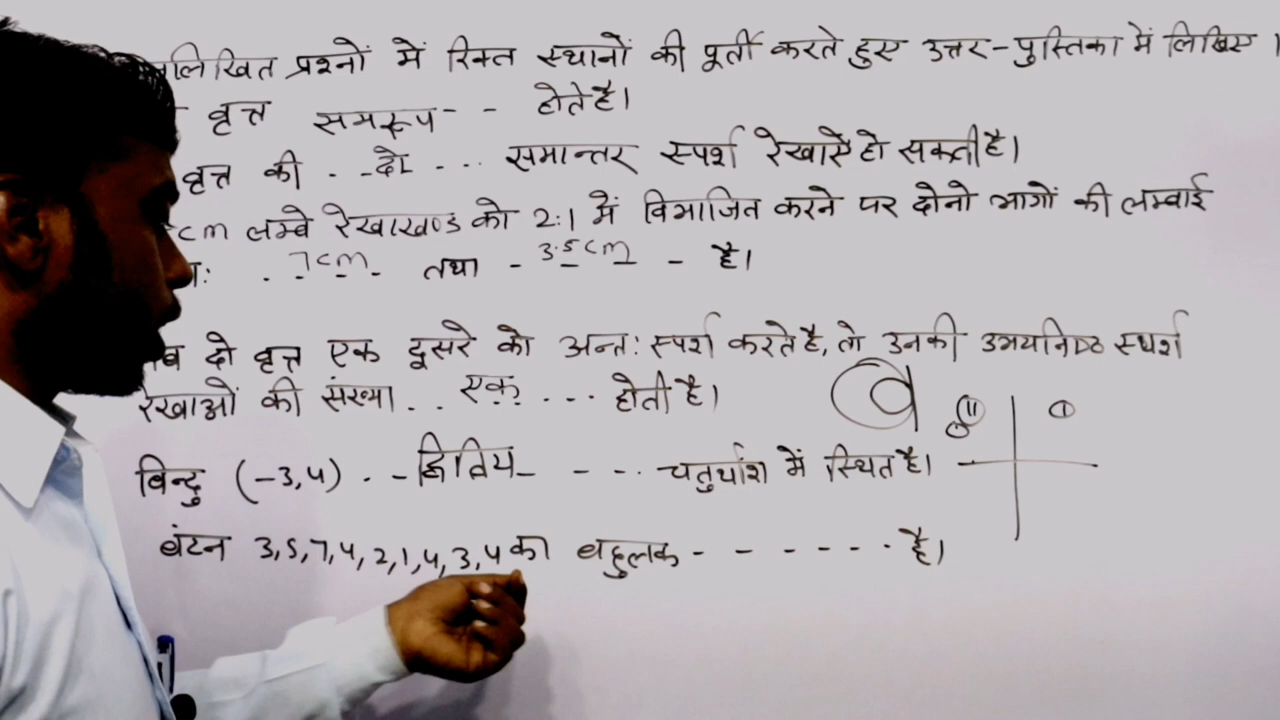 लिखित प्रश्नों में रिक्त स्थानों की पूर्ती करते हुए उत्तर-पुस्तिका में लिखिए ।
वृत्त समरूप - - होते है।
वृत्त की . . - दो - ... समान्तर स्पर्श रेखाऐं हो सकती है।
cm लम्बे रेखाखण्ड को 2:1 में विभाजित करने पर दोनो भागों की लम्बाई
. - 7cm - - तथा - 3.5cm - है।
दो वृत्त एक दूसरे को अन्त: स्पर्श करते है, तो उनकी उभयनिष्ठ स्पर्श
रेखाओं की संख्या . . एक . . . . . होती है।
बिन्दु (-3,4) . - द्वितिय - - - . . चतुर्थांश में स्थित है।
बंटन 3,5,7,4,2,1,4,3,4 का बहुलक - - - - - - . है।